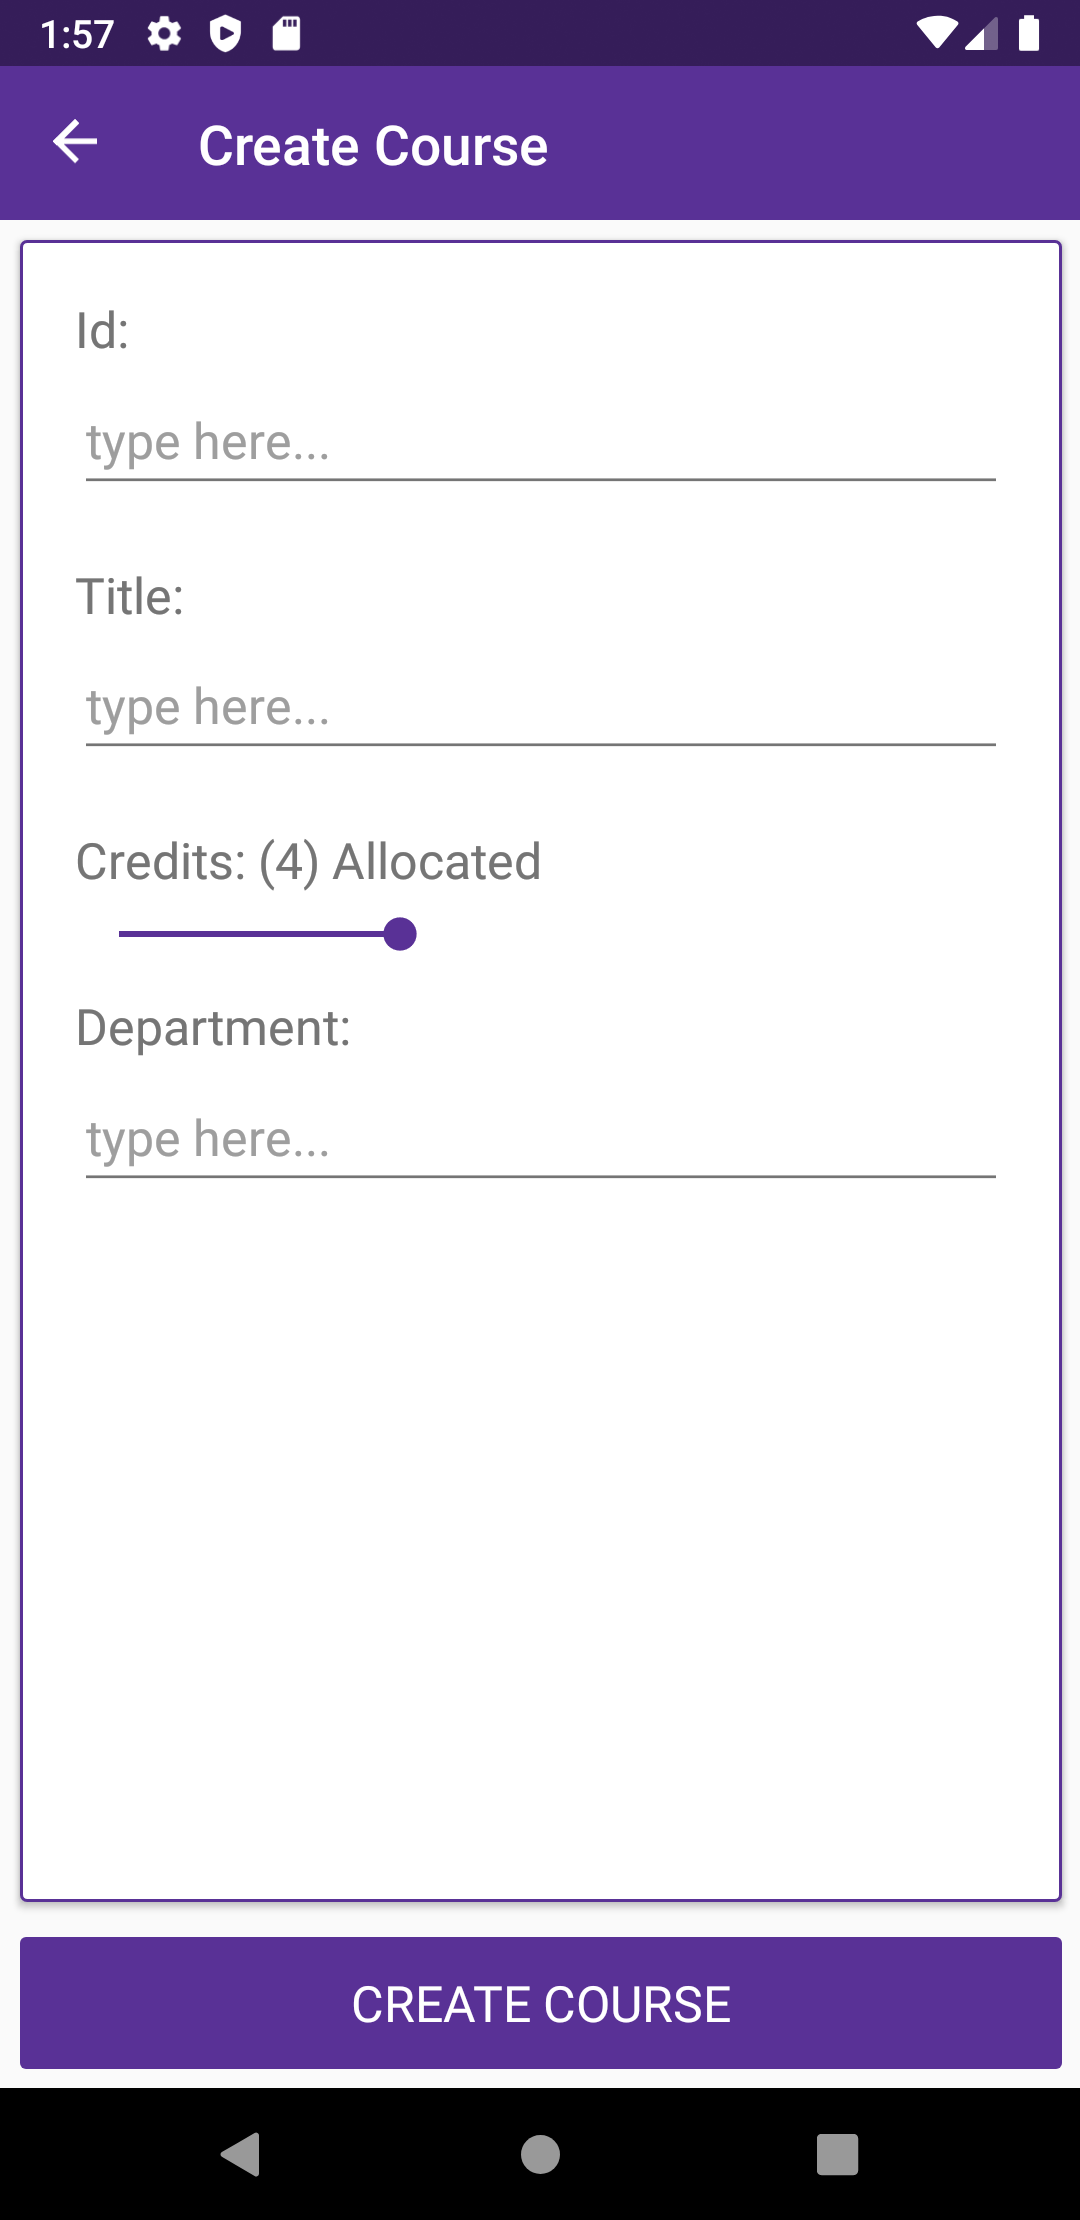 1:57
Create Course
Id:
type here...
Title:
type here...
Credits: (4) Allocated
Department:
type here...
CREATE COURSE